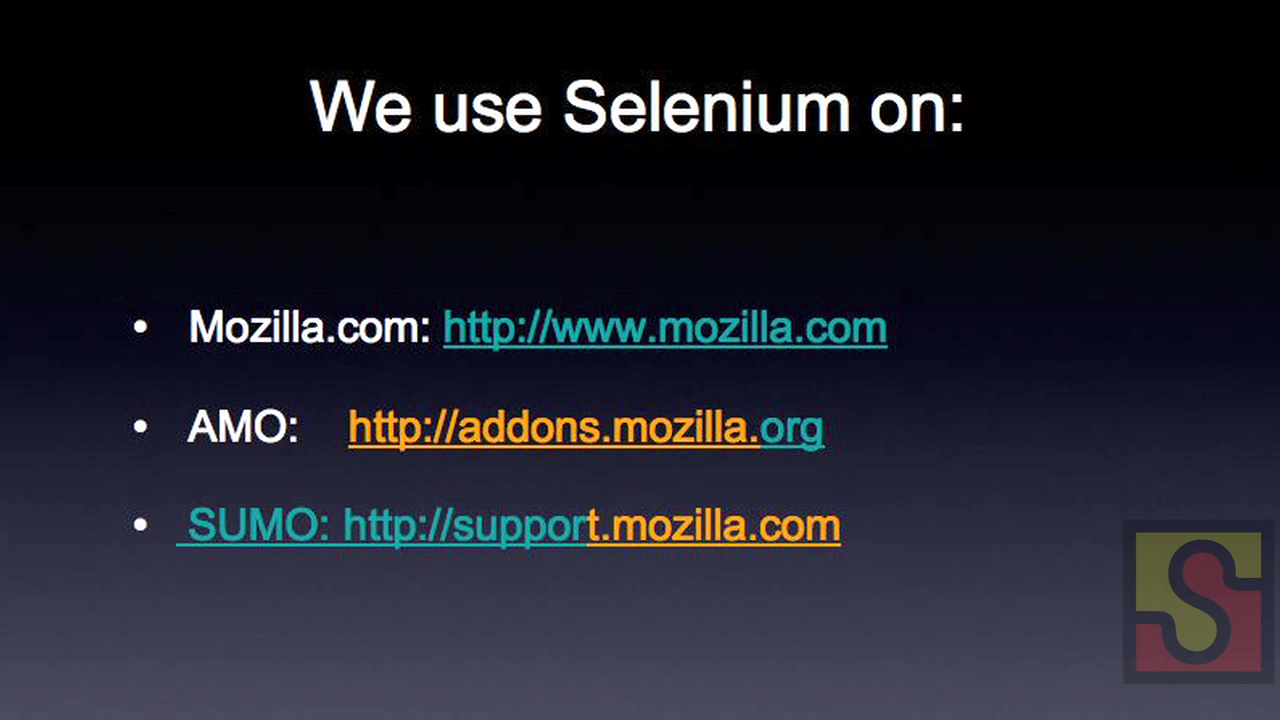 We use Selenium on:
• Mozilla.com: http://www.mozilla.com
• AMO: http://addons.mozilla.org
• SUMO: http://support.mozilla.com